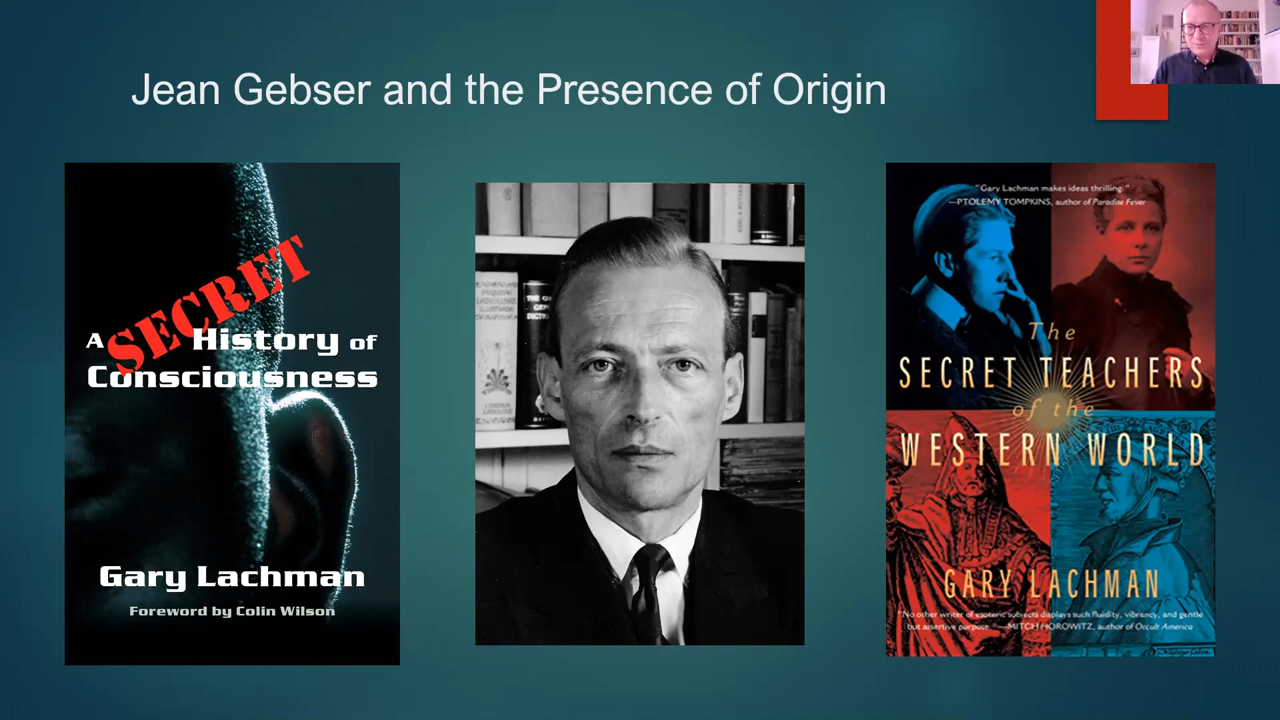 Jean Gebser and the Presence of Origin
A SECRET History of
Consciousness
Gary Lachman
Foreword by Colin Wilson
"Gary Lachman makes ideas thrilling."
—PTOLEMY TOMPKINS, author of Paradise Fever
The
SECRET TEACHERS
of the
WESTERN WORLD
GARY LACHMAN
"No other writer of esoteric subjects displays such fluidity, vibrancy, and gentle
but assertive purpose." —MITCH HOROWITZ, author of Occult America